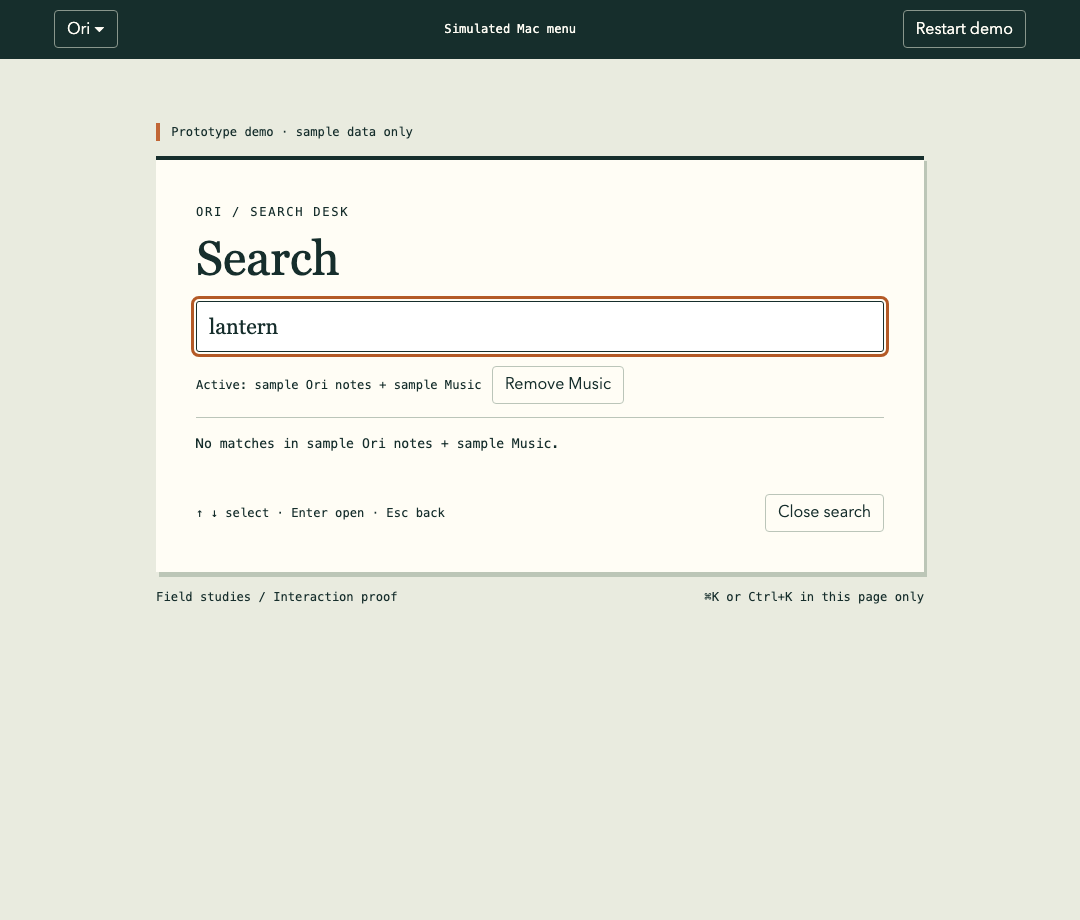 Ori
Simulated Mac menu
Restart demo
Prototype demo · sample data only
ORI / SEARCH DESK
Search
lantern
Active: sample Ori notes + sample Music
Remove Music
No matches in sample Ori notes + sample Music.
↑ ↓ select · Enter open · Esc back
Close search
Field studies / Interaction proof
⌘K or Ctrl+K in this page only